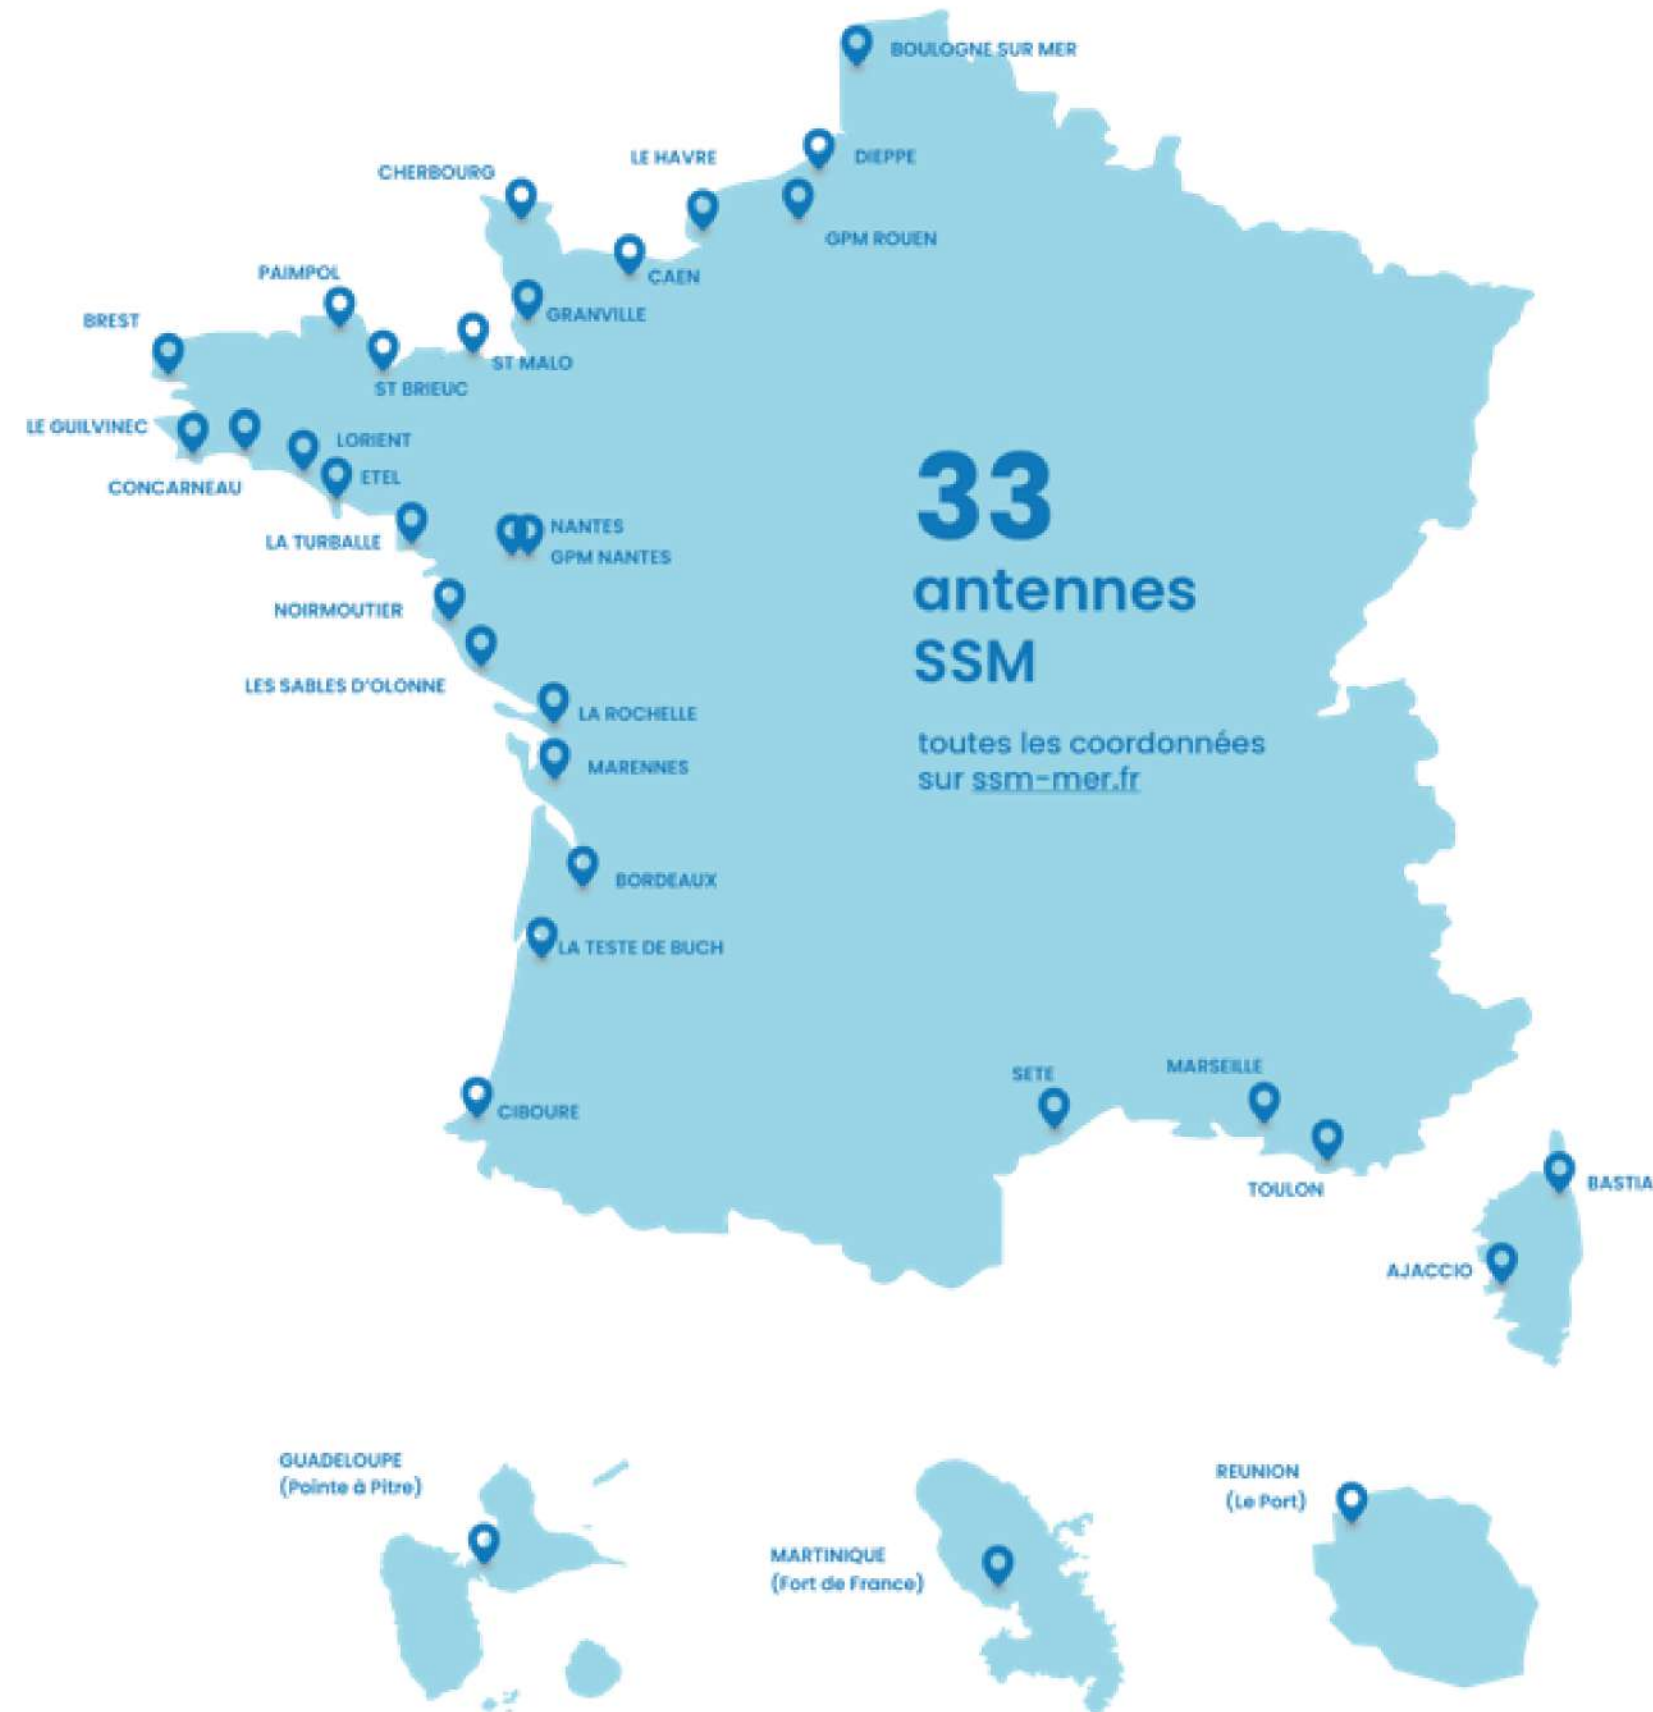 BOULOGNE SUR MER
LE HAVRE
DIEPPE
CHERBOURG
GPM ROUEN
CAEN
PAIMPOL
GRANVILLE
BREST
ST MALO
ST BRIEUC
LE GUILVINEC
LORIENT
ETEL
CONCARNEAU
NANTES
LA TURBALLE
GPM NANTES
NOIRMOUTIER
LES SABLES D'OLONNE
LA ROCHELLE
MARENNES
33
antennes
SSM
toutes les coordonnées
sur ssm-mer.fr
BORDEAUX
LA TESTE DE BUCH
CIBOURE
SETE
MARSEILLE
TOULON
BASTIA
AJACCIO
GUADELOUPE
(Pointe à Pitre)
MARTINIQUE
(Fort de France)
REUNION
(Le Port)